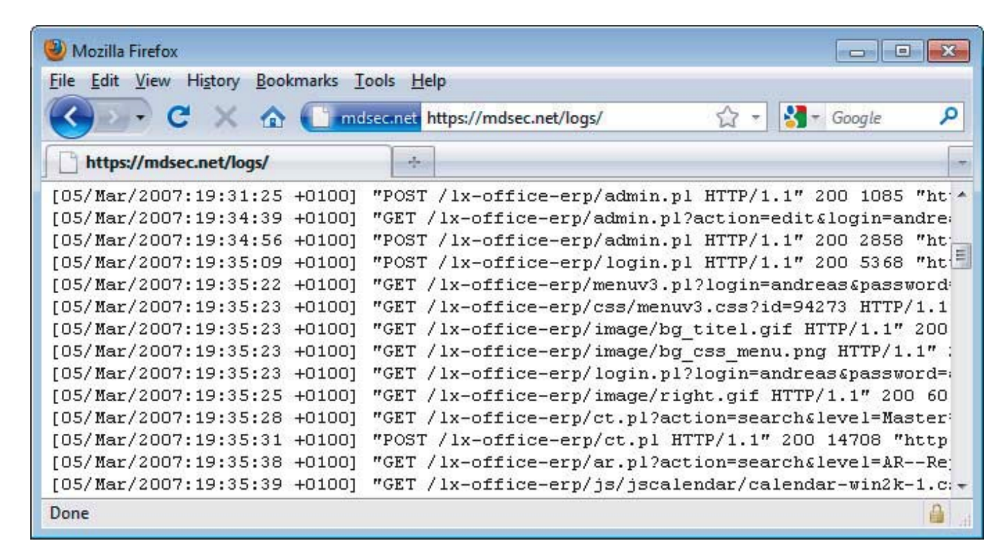 Mozilla Firefox
File Edit View History Bookmarks Tools Help
mdsec.net https://mdsec.net/logs/ Google
https://mdsec.net/logs/
[05/Mar/2007:19:31:25 +0100] "POST /lx-office-erp/admin.pl HTTP/1.1" 200 1085 "ht
[05/Mar/2007:19:34:39 +0100] "GET /lx-office-erp/admin.pl?action=edit&login=andre
[05/Mar/2007:19:34:56 +0100] "POST /lx-office-erp/admin.pl HTTP/1.1" 200 2858 "ht
[05/Mar/2007:19:35:09 +0100] "POST /lx-office-erp/login.pl HTTP/1.1" 200 5368 "ht
[05/Mar/2007:19:35:22 +0100] "GET /lx-office-erp/menuv3.pl?login=andreas&password
[05/Mar/2007:19:35:23 +0100] "GET /lx-office-erp/css/menuv3.css?id=94273 HTTP/1.1
[05/Mar/2007:19:35:23 +0100] "GET /lx-office-erp/image/bg_titel.gif HTTP/1.1" 200
[05/Mar/2007:19:35:23 +0100] "GET /lx-office-erp/image/bg_css_menu.png HTTP/1.1"
[05/Mar/2007:19:35:23 +0100] "GET /lx-office-erp/login.pl?login=andreas&password=
[05/Mar/2007:19:35:25 +0100] "GET /lx-office-erp/image/right.gif HTTP/1.1" 200 60
[05/Mar/2007:19:35:28 +0100] "GET /lx-office-erp/ct.pl?action=search&level=Master
[05/Mar/2007:19:35:31 +0100] "POST /lx-office-erp/ct.pl HTTP/1.1" 200 14708 "http
[05/Mar/2007:19:35:38 +0100] "GET /lx-office-erp/ar.pl?action=search&level=AR--Re
[05/Mar/2007:19:35:39 +0100] "GET /lx-office-erp/js/jscalendar/calendar-win2k-1.c
Done